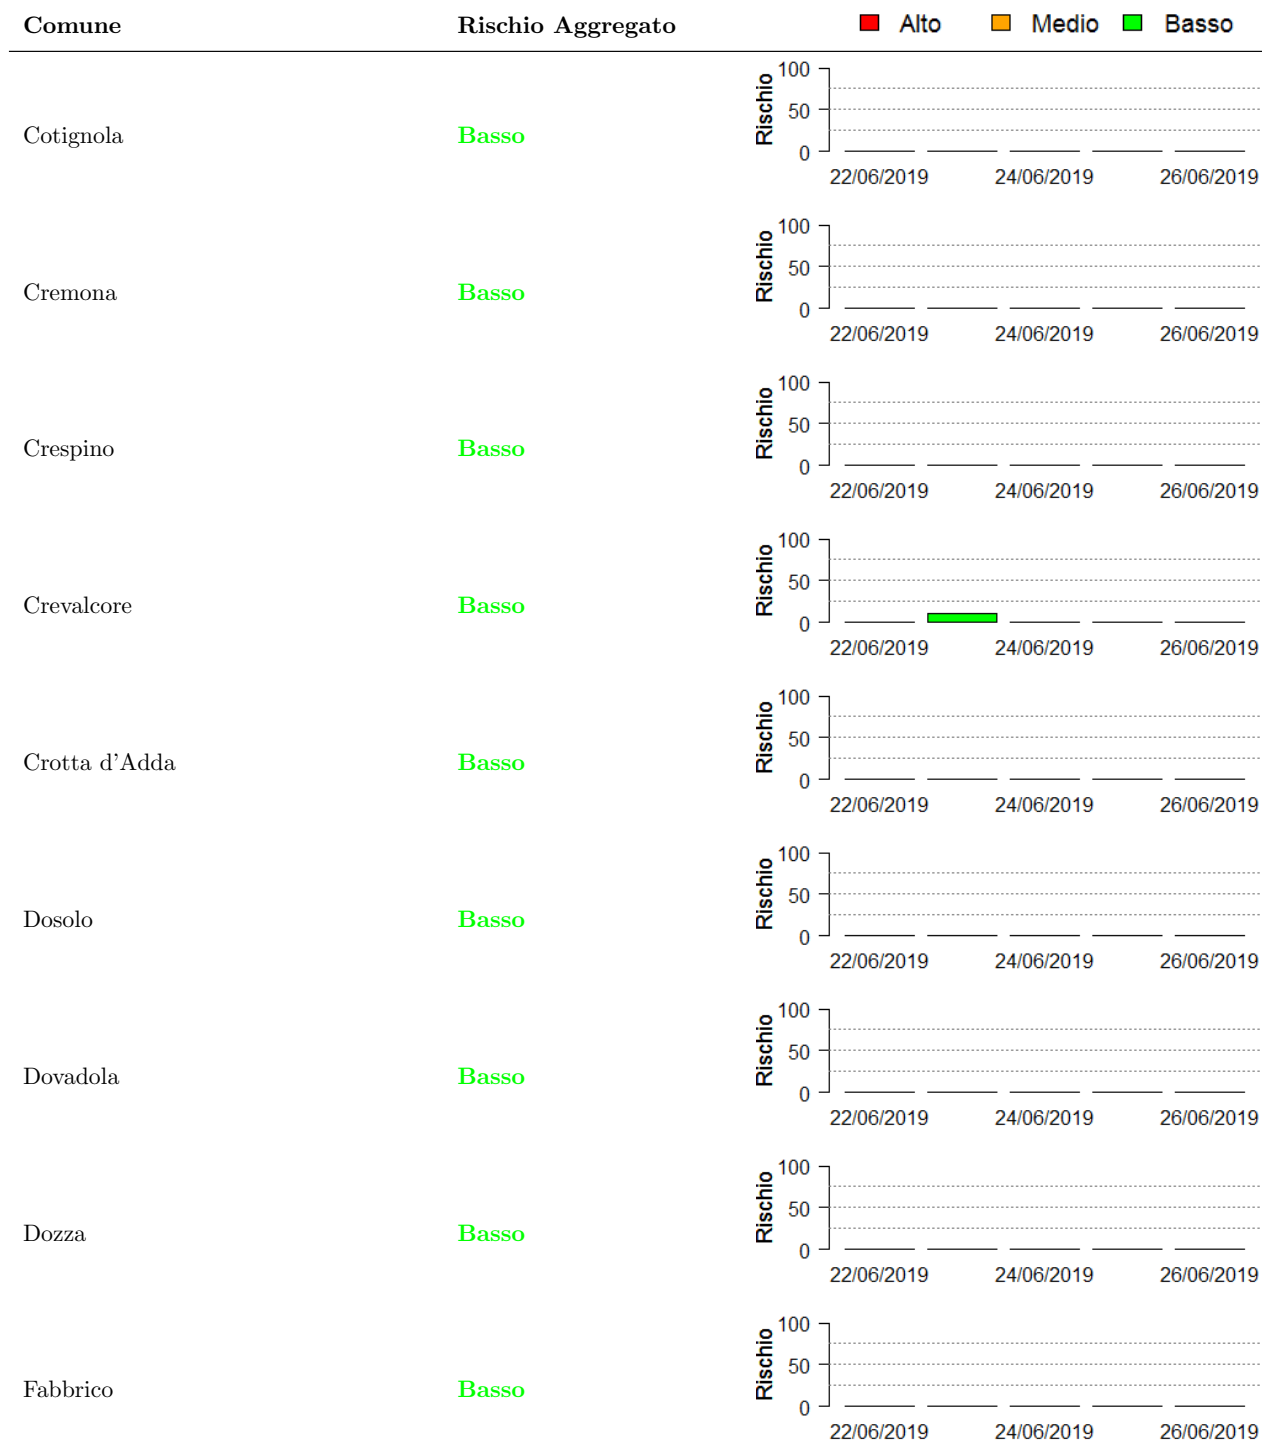 Comune Rischio Aggregato Alto Medio Basso
Cotignola Basso Rischio 100 50 0
22/06/2019 24/06/2019 26/06/2019
Cremona Basso Rischio 100 50 0
22/06/2019 24/06/2019 26/06/2019
Crespino Basso Rischio 100 50 0
22/06/2019 24/06/2019 26/06/2019
Crevalcore Basso Rischio 100 50 0
22/06/2019 24/06/2019 26/06/2019
Crotta d'Adda Basso Rischio 100 50 0
22/06/2019 24/06/2019 26/06/2019
Dosolo Basso Rischio 100 50 0
22/06/2019 24/06/2019 26/06/2019
Dovadola Basso Rischio 100 50 0
22/06/2019 24/06/2019 26/06/2019
Dozza Basso Rischio 100 50 0
22/06/2019 24/06/2019 26/06/2019
Fabbrico Basso Rischio 100 50 0
22/06/2019 24/06/2019 26/06/2019